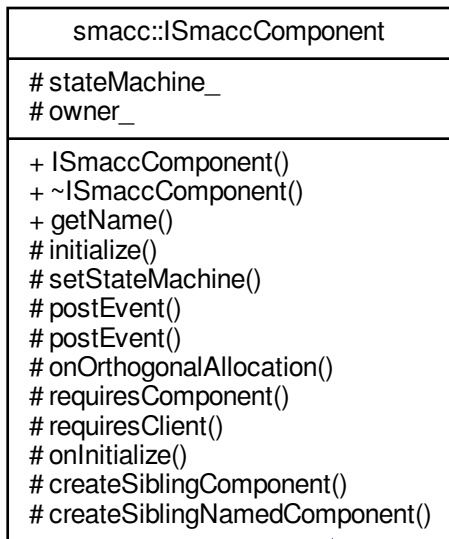 smacc::ISmaccComponent
# stateMachine_
# owner_
+ ISmaccComponent()
+ ~ISmaccComponent()
+ getName()
# initialize()
# setStateMachine()
# postEvent()
# postEvent()
# onOrthogonalAllocation()
# requiresComponent()
# requiresClient()
# onInitialize()
# createSiblingComponent()
# createSiblingNamedComponent()